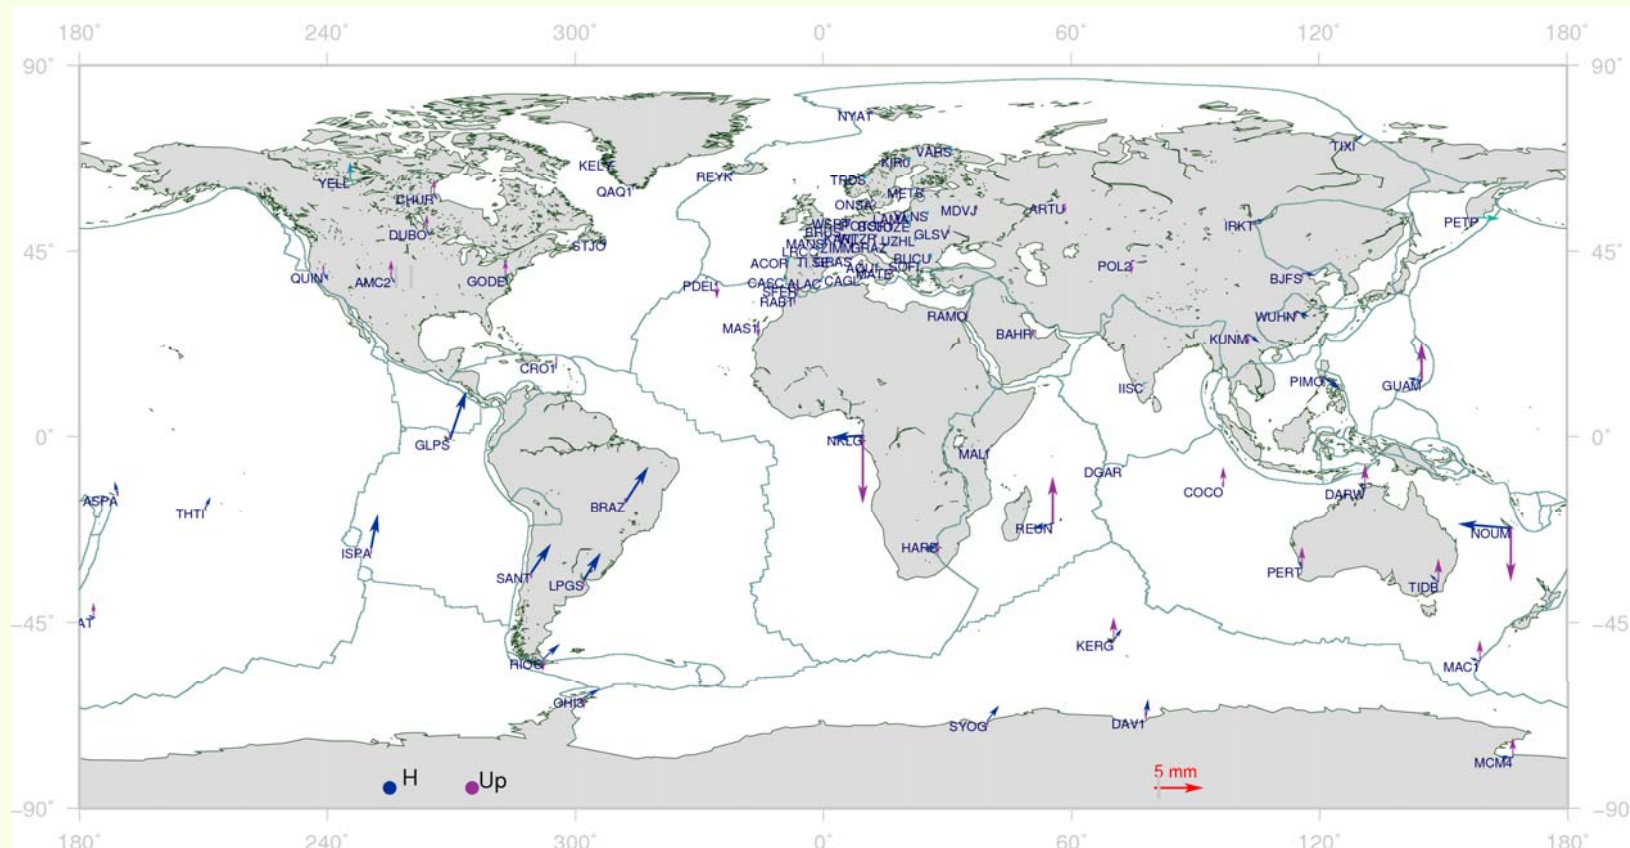 180° 240° 300° 0° 60° 120° 180°
90° 90°
NYAT
TIXI
VARS
KIRU
KELY
REYK
TRDS
YELL
QAQ1
METS
CHUR
ONSA
MDVJ
ARTU
PETP
IRKT
DUBO
GLSV
STJO
UZHL
45° 45°
BUCU
ACOR
SOFI
POL2
QUIN
AMC2
GODE
MATE
BJFS
PDEL
CASC
ALAC
CAGL
SFER
RABT
RAMO
WUHN
MAS1
BAHR
KUNM
CRO1
PIMO
GUAM
IISC
0° 0°
GLPS
NKLG
MALI
DGAR
COCO
DARW
ASPA
BRAZ
THTI
REUN
NOUM
ISPA
HARB
SANT
LPGS
PERT
TIDB
−45 −45
AT
KERG
RIOG
MAC1
OHI3
SYOG
DAV1
MCM4
5 mm
H Up
−90 −90
180° 240° 300° 0° 60° 120° 180°